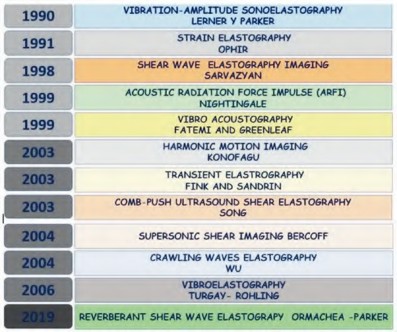 1990
VIBRATION-AMPLITUDE SONOELASTOGRAPHY
LERNER Y PARKER
1991
STRAIN ELASTOGRAPHY
OPHIR
1998
SHEAR WAVE ELASTOGRAPHY IMAGING
SARVAZYAN
1999
ACOUSTIC RADIATION FORCE IMPULSE (ARFI)
NIGHTINGALE
1999
VIBRO ACOUSTOGRAPHY
FATEMI AND GREENLEAF
2003
HARMONIC MOTION IMAGING
KONOFAGU
2003
TRANSIENT ELASTROGRAPHY
FINK AND SANDRIN
2003
COMB-PUSH ULTRASOUND SHEAR ELASTOGRAPHY
SONG
2004
SUPERSONIC SHEAR IMAGING BERCOFF
2004
CRAWLING WAVES ELASTOGRAPHY
WU
2006
VIBROELASTOGRAPHY
TURGAY- ROHLING
2019
REVERBERANT SHEAR WAVE ELASTOGRAPY ORMACHEA -PARKER